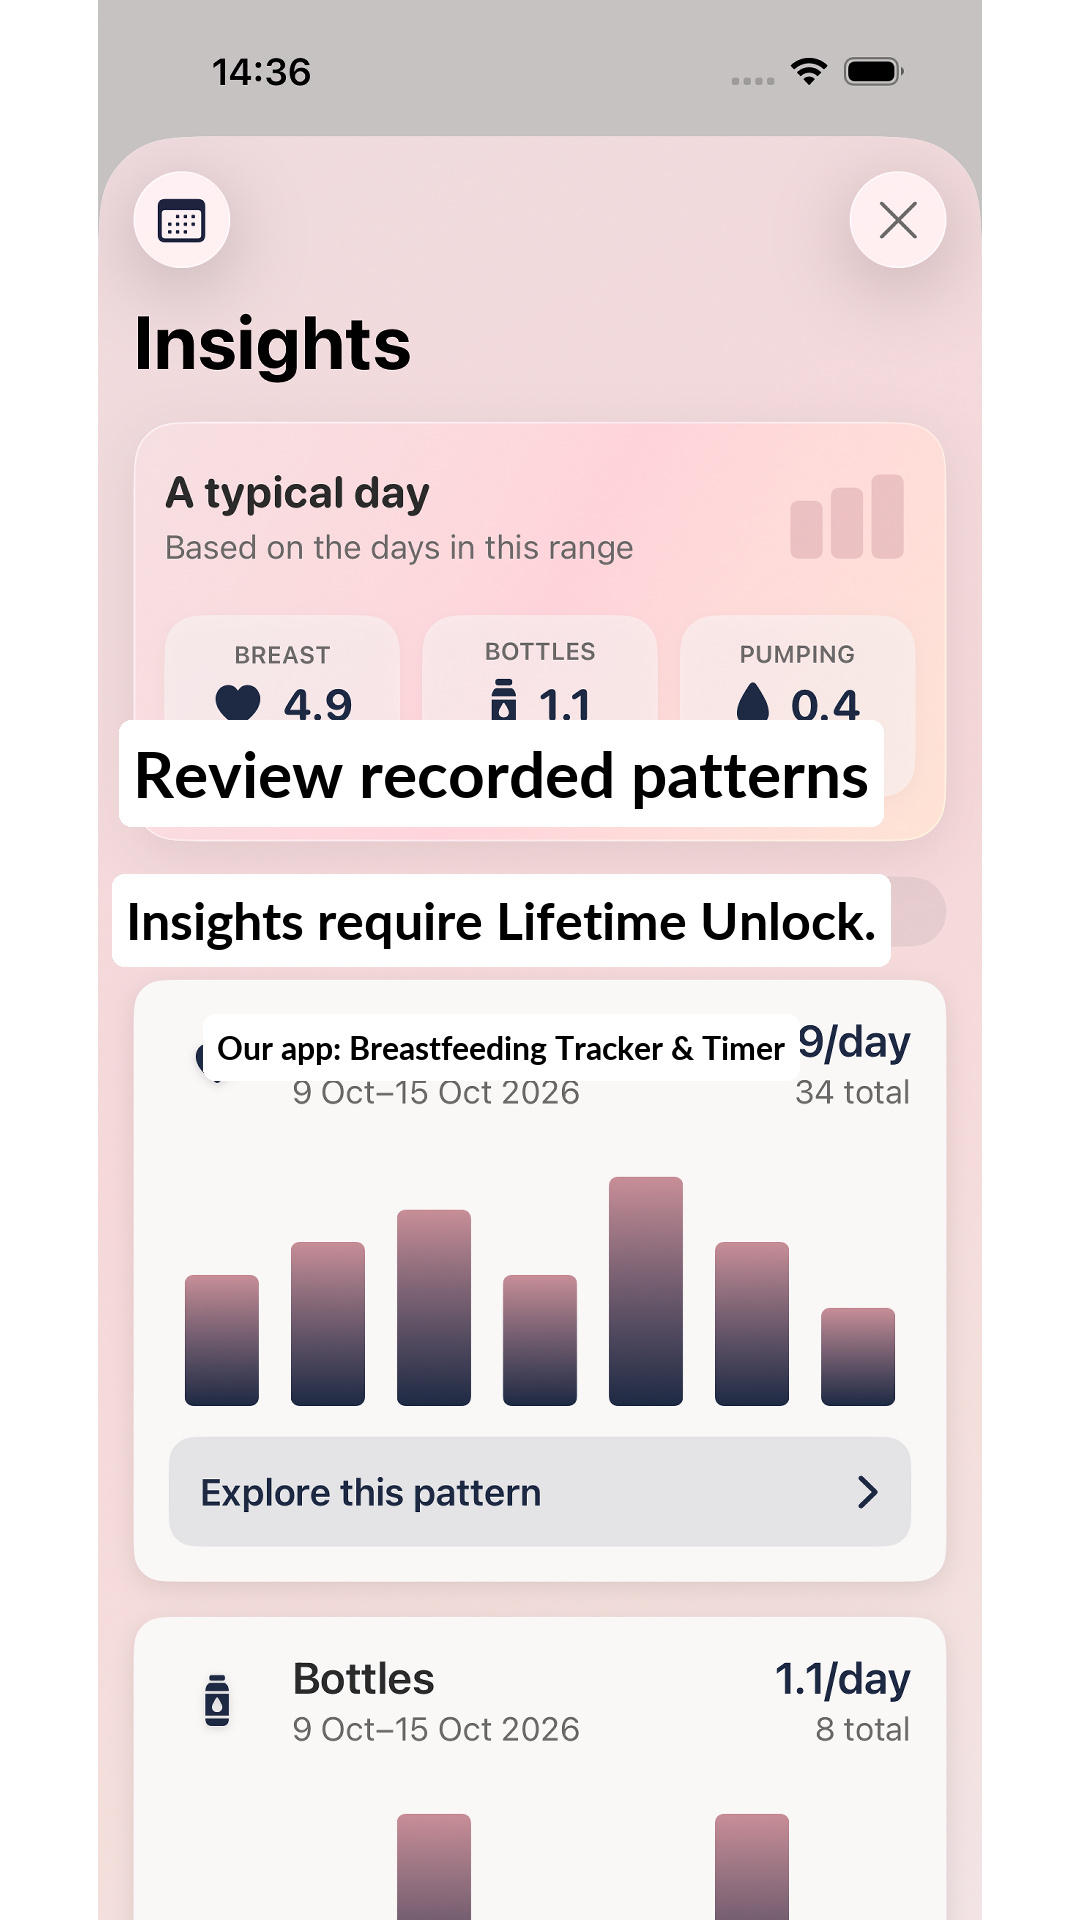 14:36
Insights
A typical day
Based on the days in this range
BREAST
4.9
BOTTLES
1.1
PUMPING
0.4
Review recorded patterns
Insights require Lifetime Unlock.
Our app: Breastfeeding Tracker & Timer
9/day
9 Oct–15 Oct 2026
34 total
Explore this pattern
Bottles
1.1/day
9 Oct–15 Oct 2026
8 total